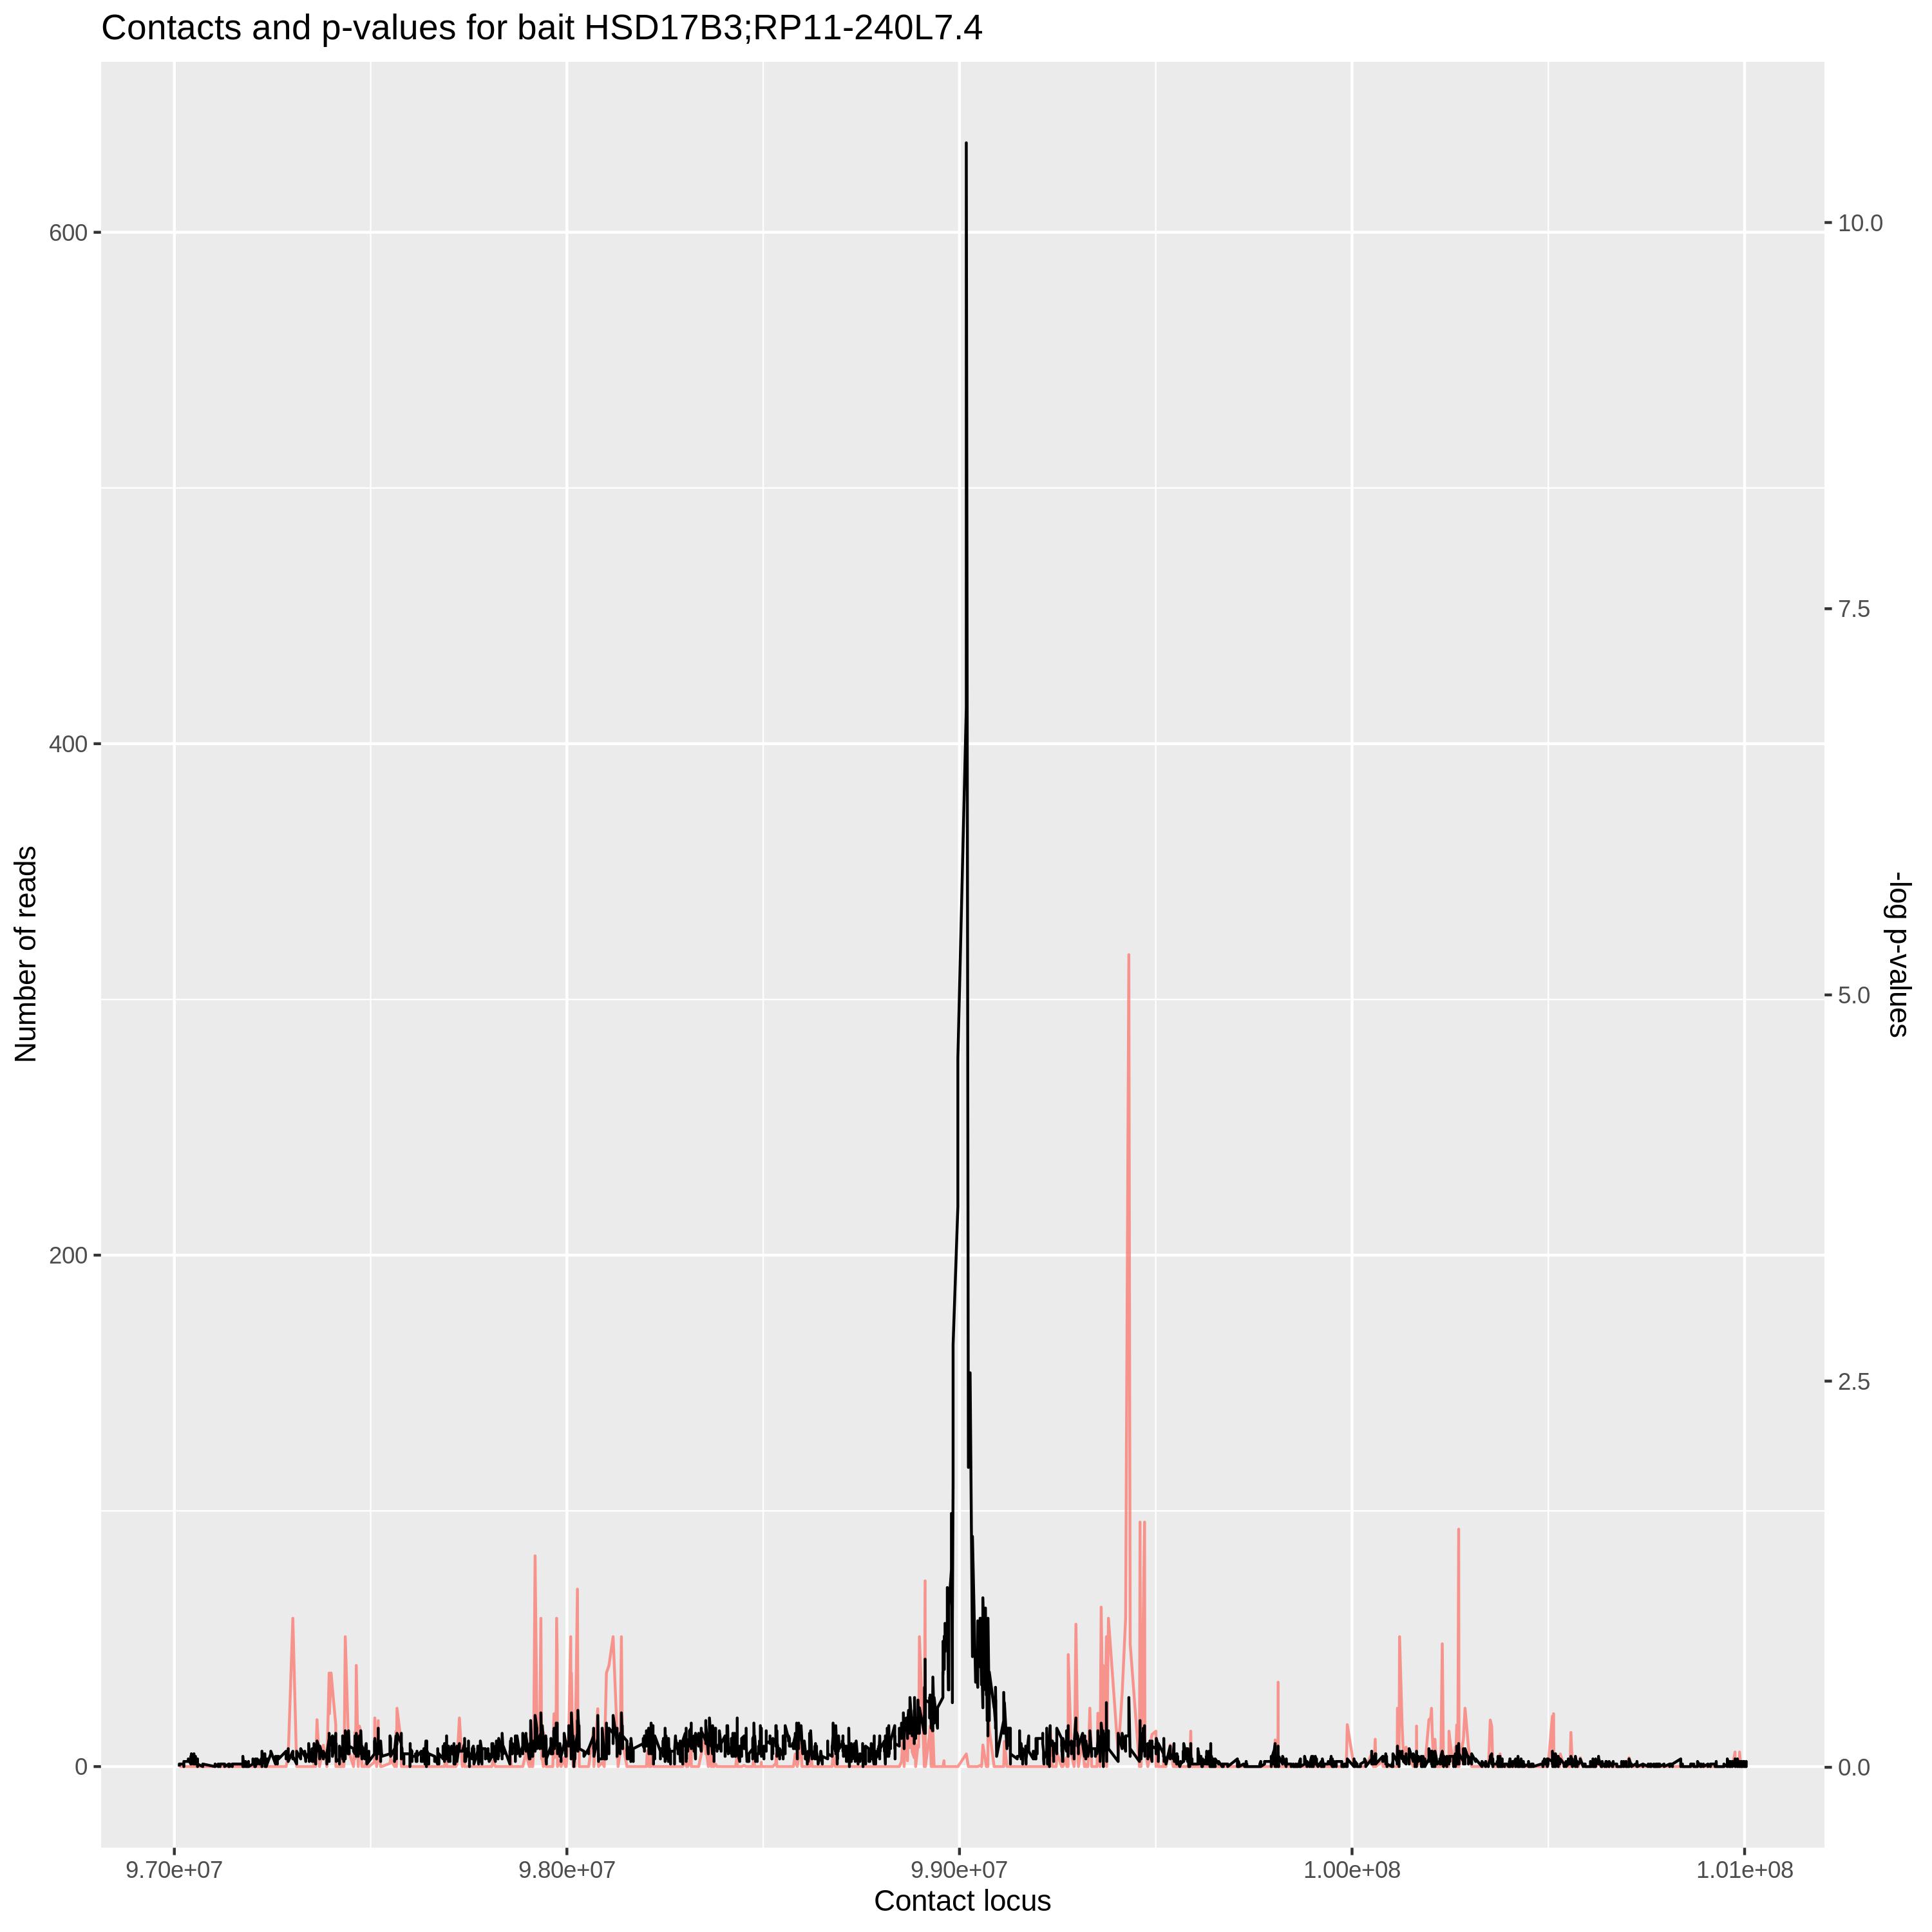 Contacts and p-values for bait HSD17B3;RP11-240L7.4
600
400
200
0
Number of reads
10.0
7.5
5.0
2.5
0.0
-log p-values
9.70e+07
9.80e+07
9.90e+07
1.00e+08
1.01e+08
Contact locus